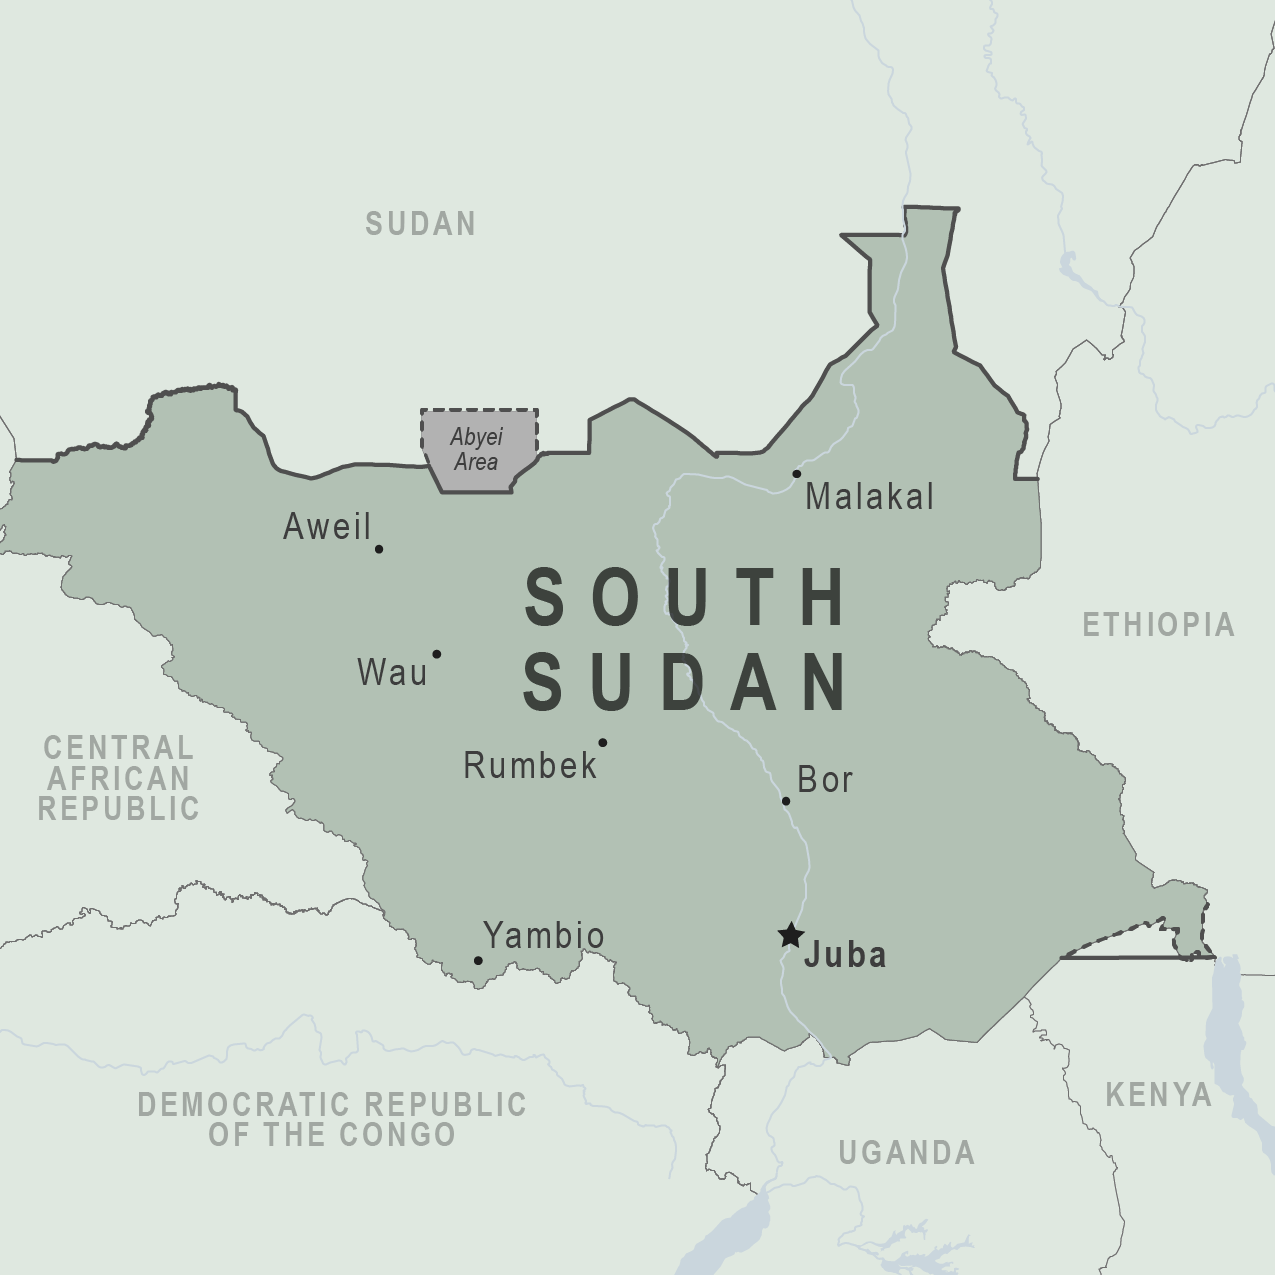 SUDAN
Abyei
Area
Malakal
Aweil
SOUTH
SUDAN
ETHIOPIA
Wau
CENTRAL
AFRICAN
REPUBLIC
Rumbek
Bor
Yambio
Juba
DEMOCRATIC REPUBLIC
OF THE CONGO
KENYA
UGANDA